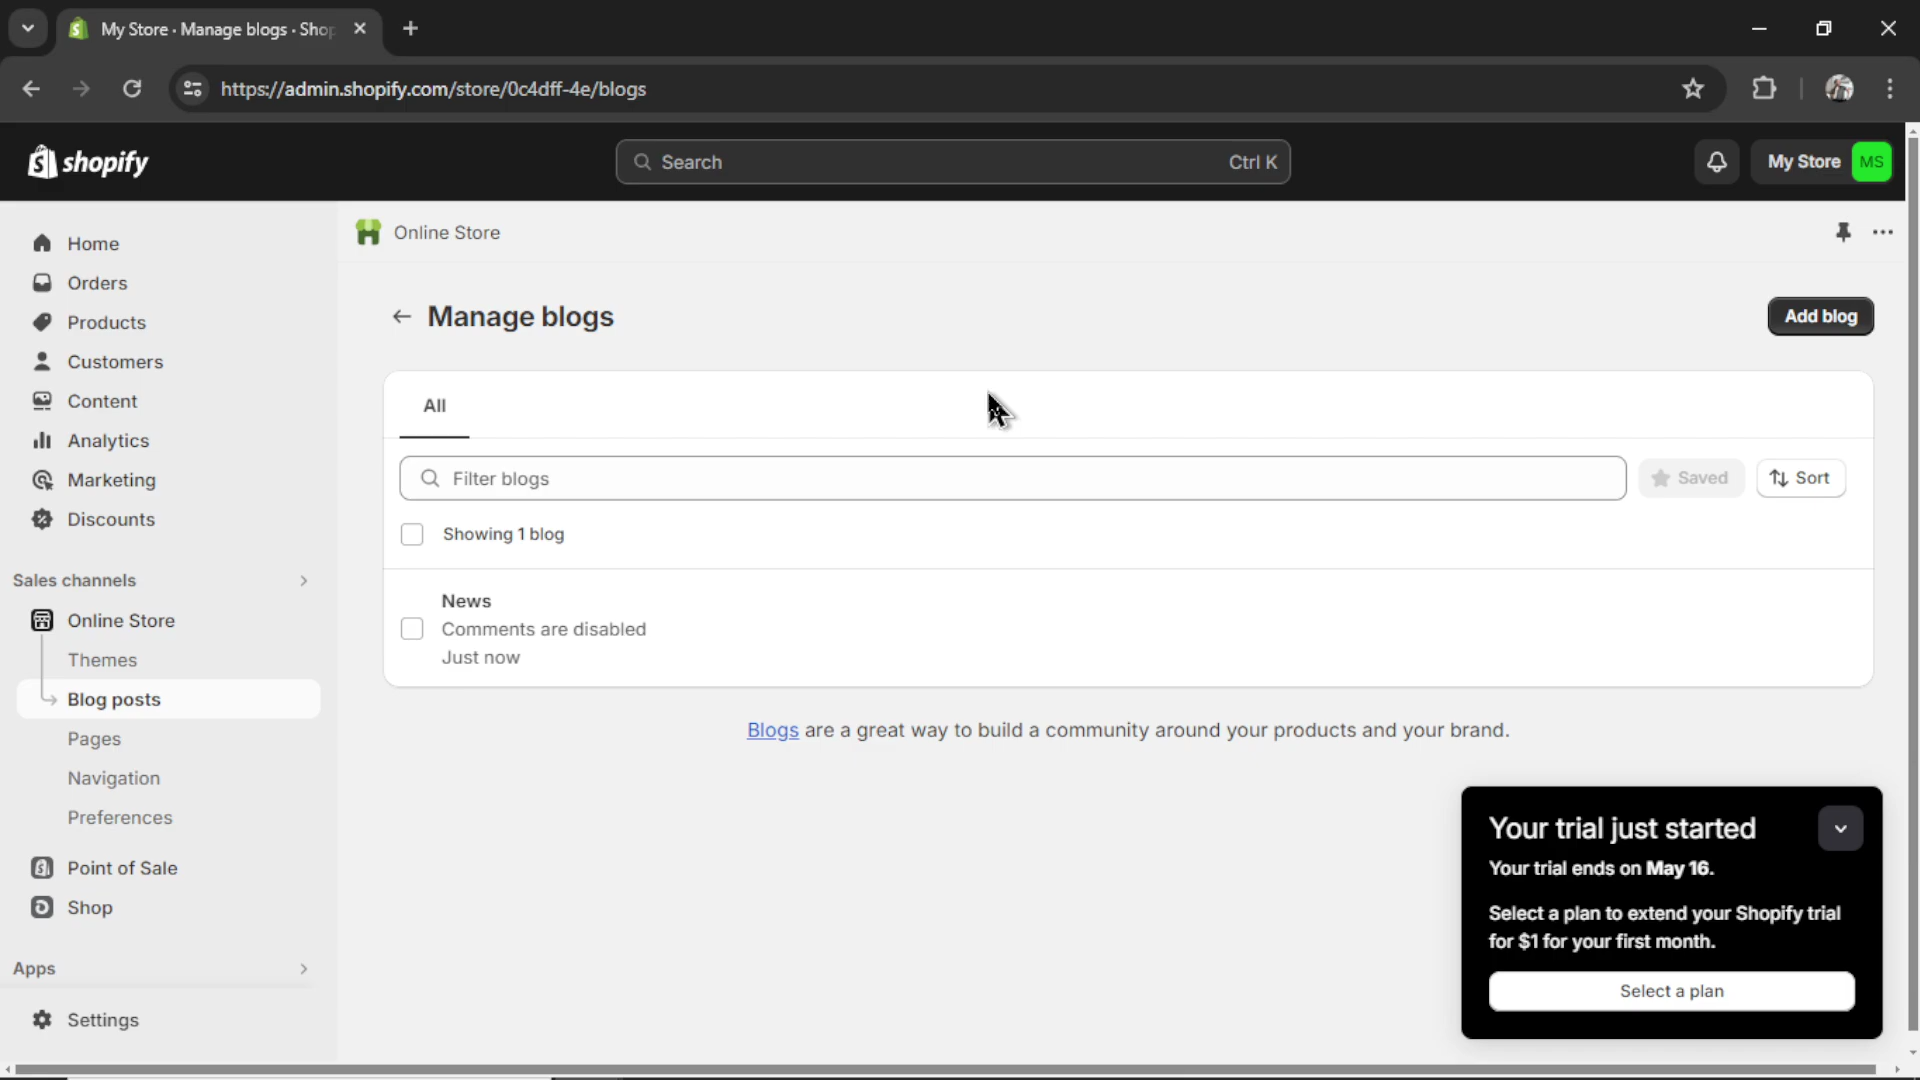 My Store · Manage blogs · Shop
https://admin.shopify.com/store/0c4dff-4e/blogs
shopify
Search
Ctrl K
My Store
MS
Home
Orders
Products
Customers
Content
Analytics
Marketing
Discounts
Sales channels
Online Store
Themes
Blog posts
Pages
Navigation
Preferences
Point of Sale
Shop
Apps
Settings
Online Store
Manage blogs
Add blog
All
Filter blogs
Saved
Sort
Showing 1 blog
News
Comments are disabled
Just now
Blogs are a great way to build a community around your products and your brand.
Your trial just started
Your trial ends on May 16.
Select a plan to extend your Shopify trial
for $1 for your first month.
Select a plan